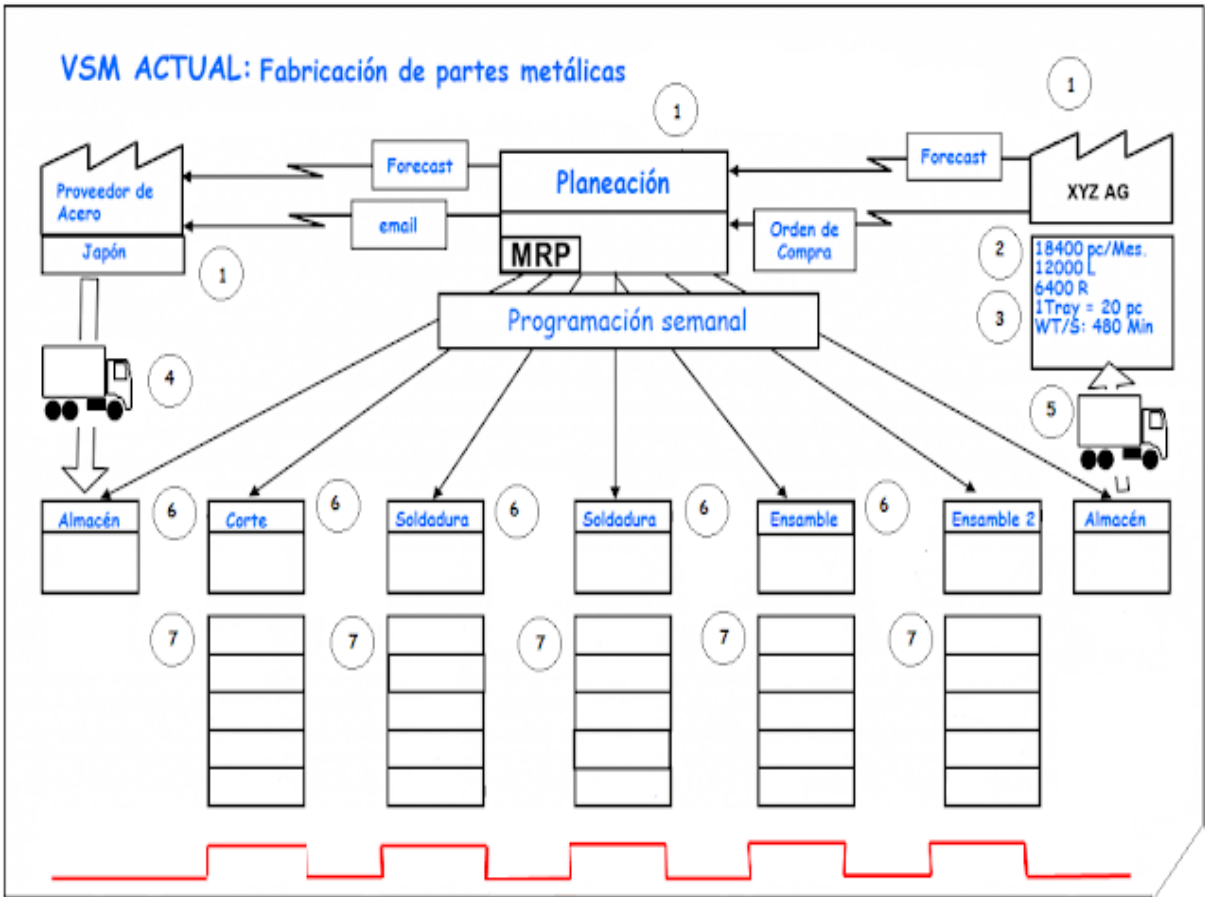 VSM ACTUAL: Fabricación de partes metálicas
1
1
Forecast
Forecast
Planeación
Proveedor de
Acero
XYZ AG
email
Orden de
Compra
Japón
MRP
1
2
18400 pc/Mes.
12000 L
6400 R
1Tray = 20 pc
WT/S: 480 Min
3
Programación semanal
4
5
Almacén
6
Corte
6
Soldadura
6
Soldadura
6
Ensamble
6
Ensamble 2
Almacén
7
7
7
7
7